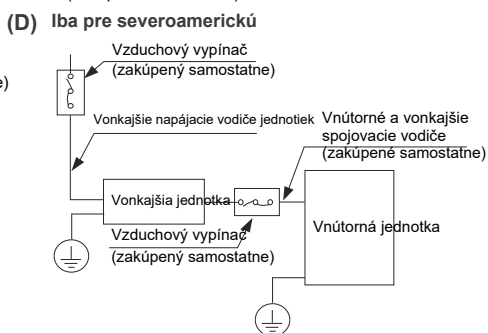 (D) Iba pre severoamerickú
Vzduchový vypínač
(zakúpený samostatne)
e)
Vonkajšie napájacie vodiče jednotiek
Vnútorné a vonkajšie
spojovacie vodiče
(zakúpené samostatne)
Vonkajšia jednotka
Vnútorná jednotka
Vzduchový vypínač
(zakúpený samostatne)